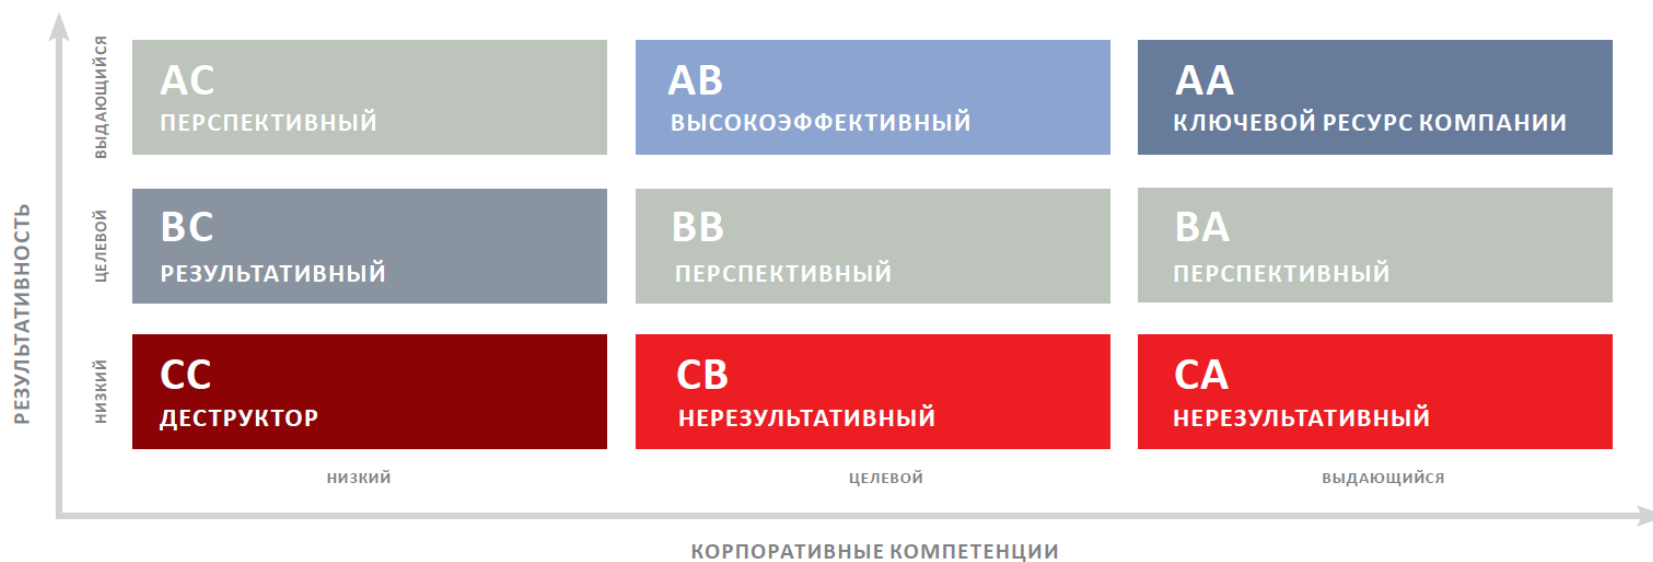 РЕЗУЛЬТАТИВНОСТЬ
ВЫДАЮЩИЙСЯ
AC
ПЕРСПЕКТИВНЫЙ
AB
ВЫСОКОЭФФЕКТИВНЫЙ
AA
КЛЮЧЕВОЙ РЕСУРС КОМПАНИИ
ЦЕЛЕВОЙ
BC
РЕЗУЛЬТАТИВНЫЙ
BB
ПЕРСПЕКТИВНЫЙ
BA
ПЕРСПЕКТИВНЫЙ
НИЗКИЙ
CC
ДЕСТРУКТОР
CB
НЕРЕЗУЛЬТАТИВНЫЙ
CA
НЕРЕЗУЛЬТАТИВНЫЙ
НИЗКИЙ
ЦЕЛЕВОЙ
ВЫДАЮЩИЙСЯ
КОРПОРАТИВНЫЕ КОМПЕТЕНЦИИ